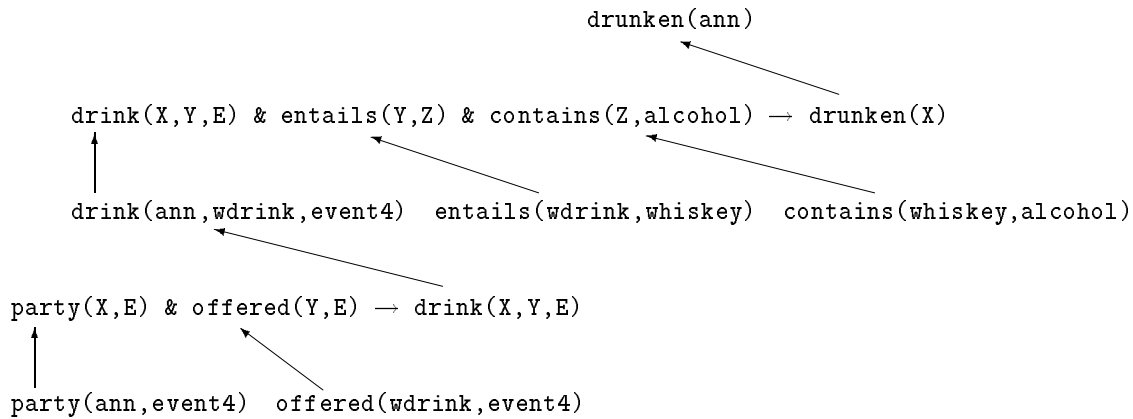 drunken(ann)
drink(X,Y,E) & entails(Y,Z) & contains(Z,alcohol) → drunken(X)
drink(ann,wdrink,event4) entails(wdrink,whiskey) contains(whiskey,alcohol)
party(X,E) & offered(Y,E) → drink(X,Y,E)
party(ann,event4) offered(wdrink,event4)